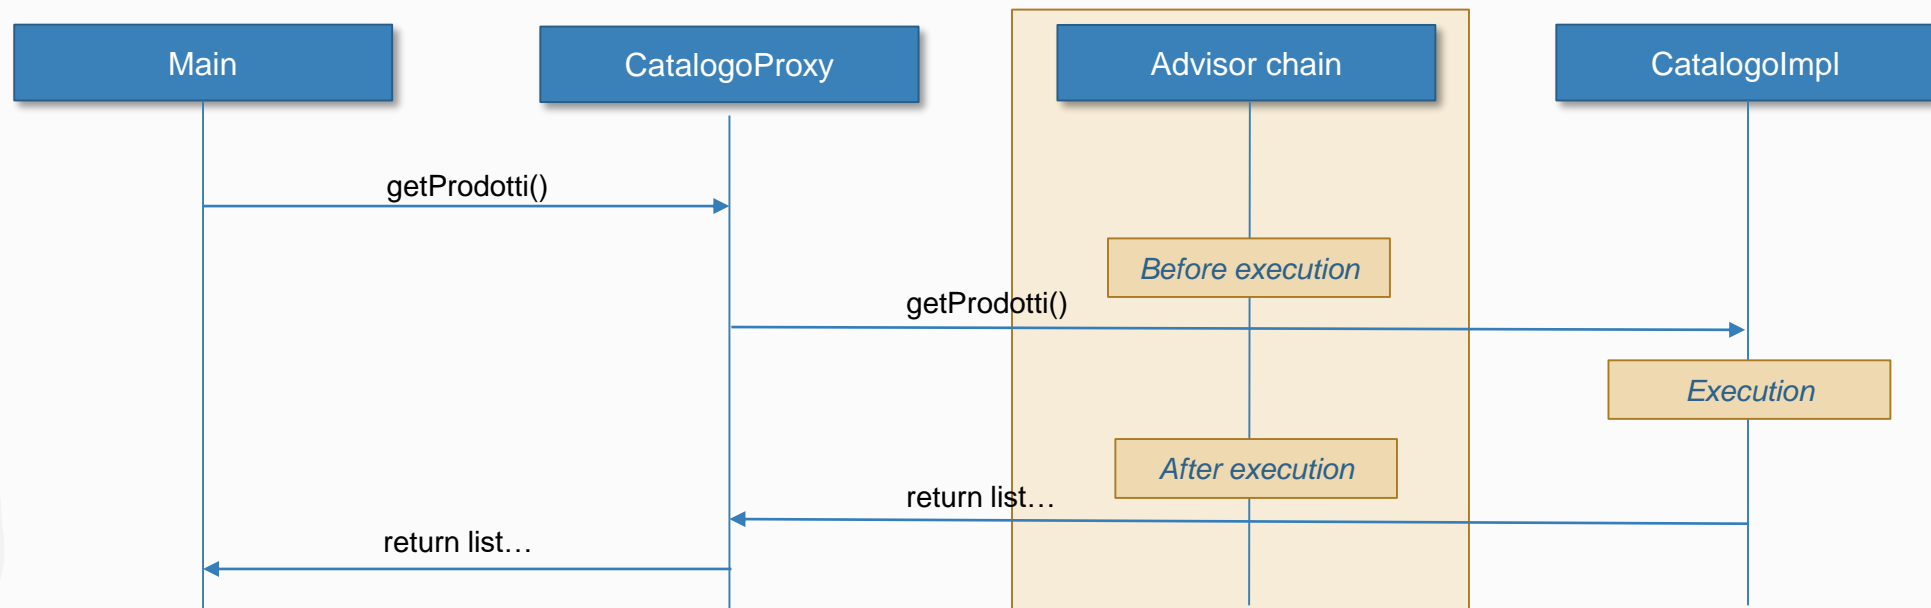 Main
CatalogoProxy
Advisor chain
CatalogoImpl
getProdotti()
Before execution
getProdotti()
Execution
After execution
return list…
return list…